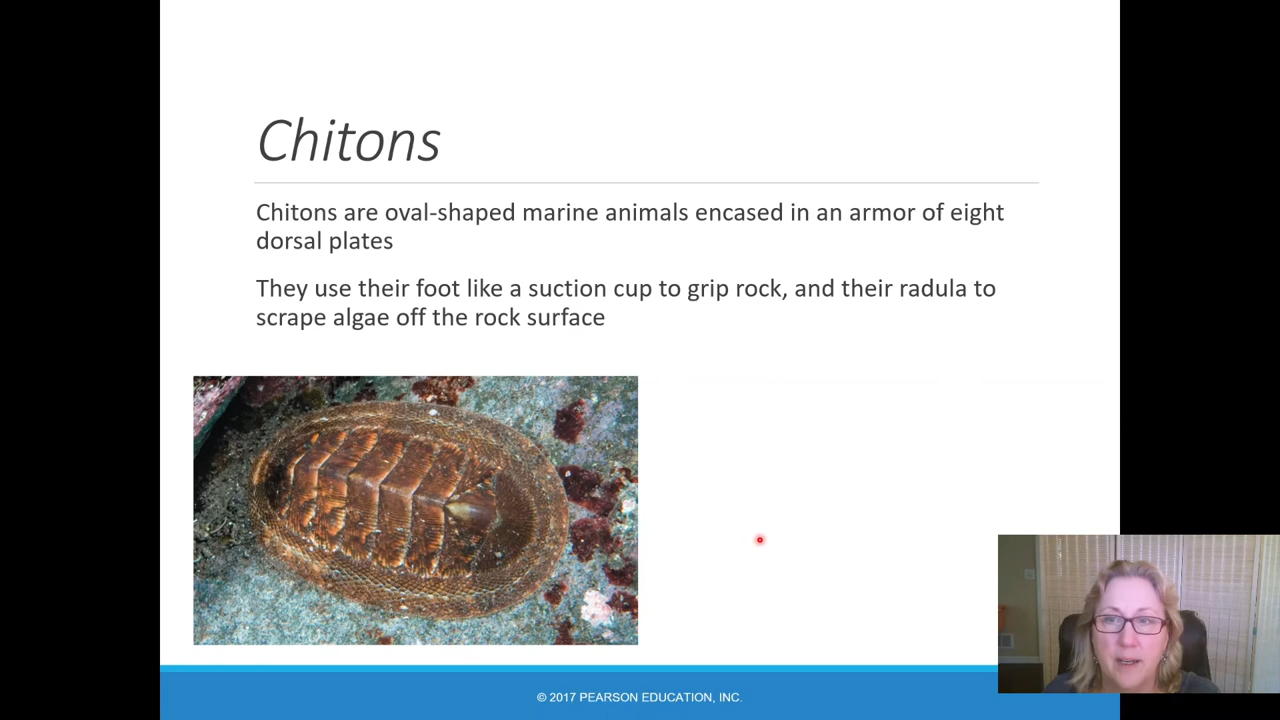 Chitons
Chitons are oval-shaped marine animals encased in an armor of eight
dorsal plates
They use their foot like a suction cup to grip rock, and their radula to
scrape algae off the rock surface
© 2017 PEARSON EDUCATION, INC.